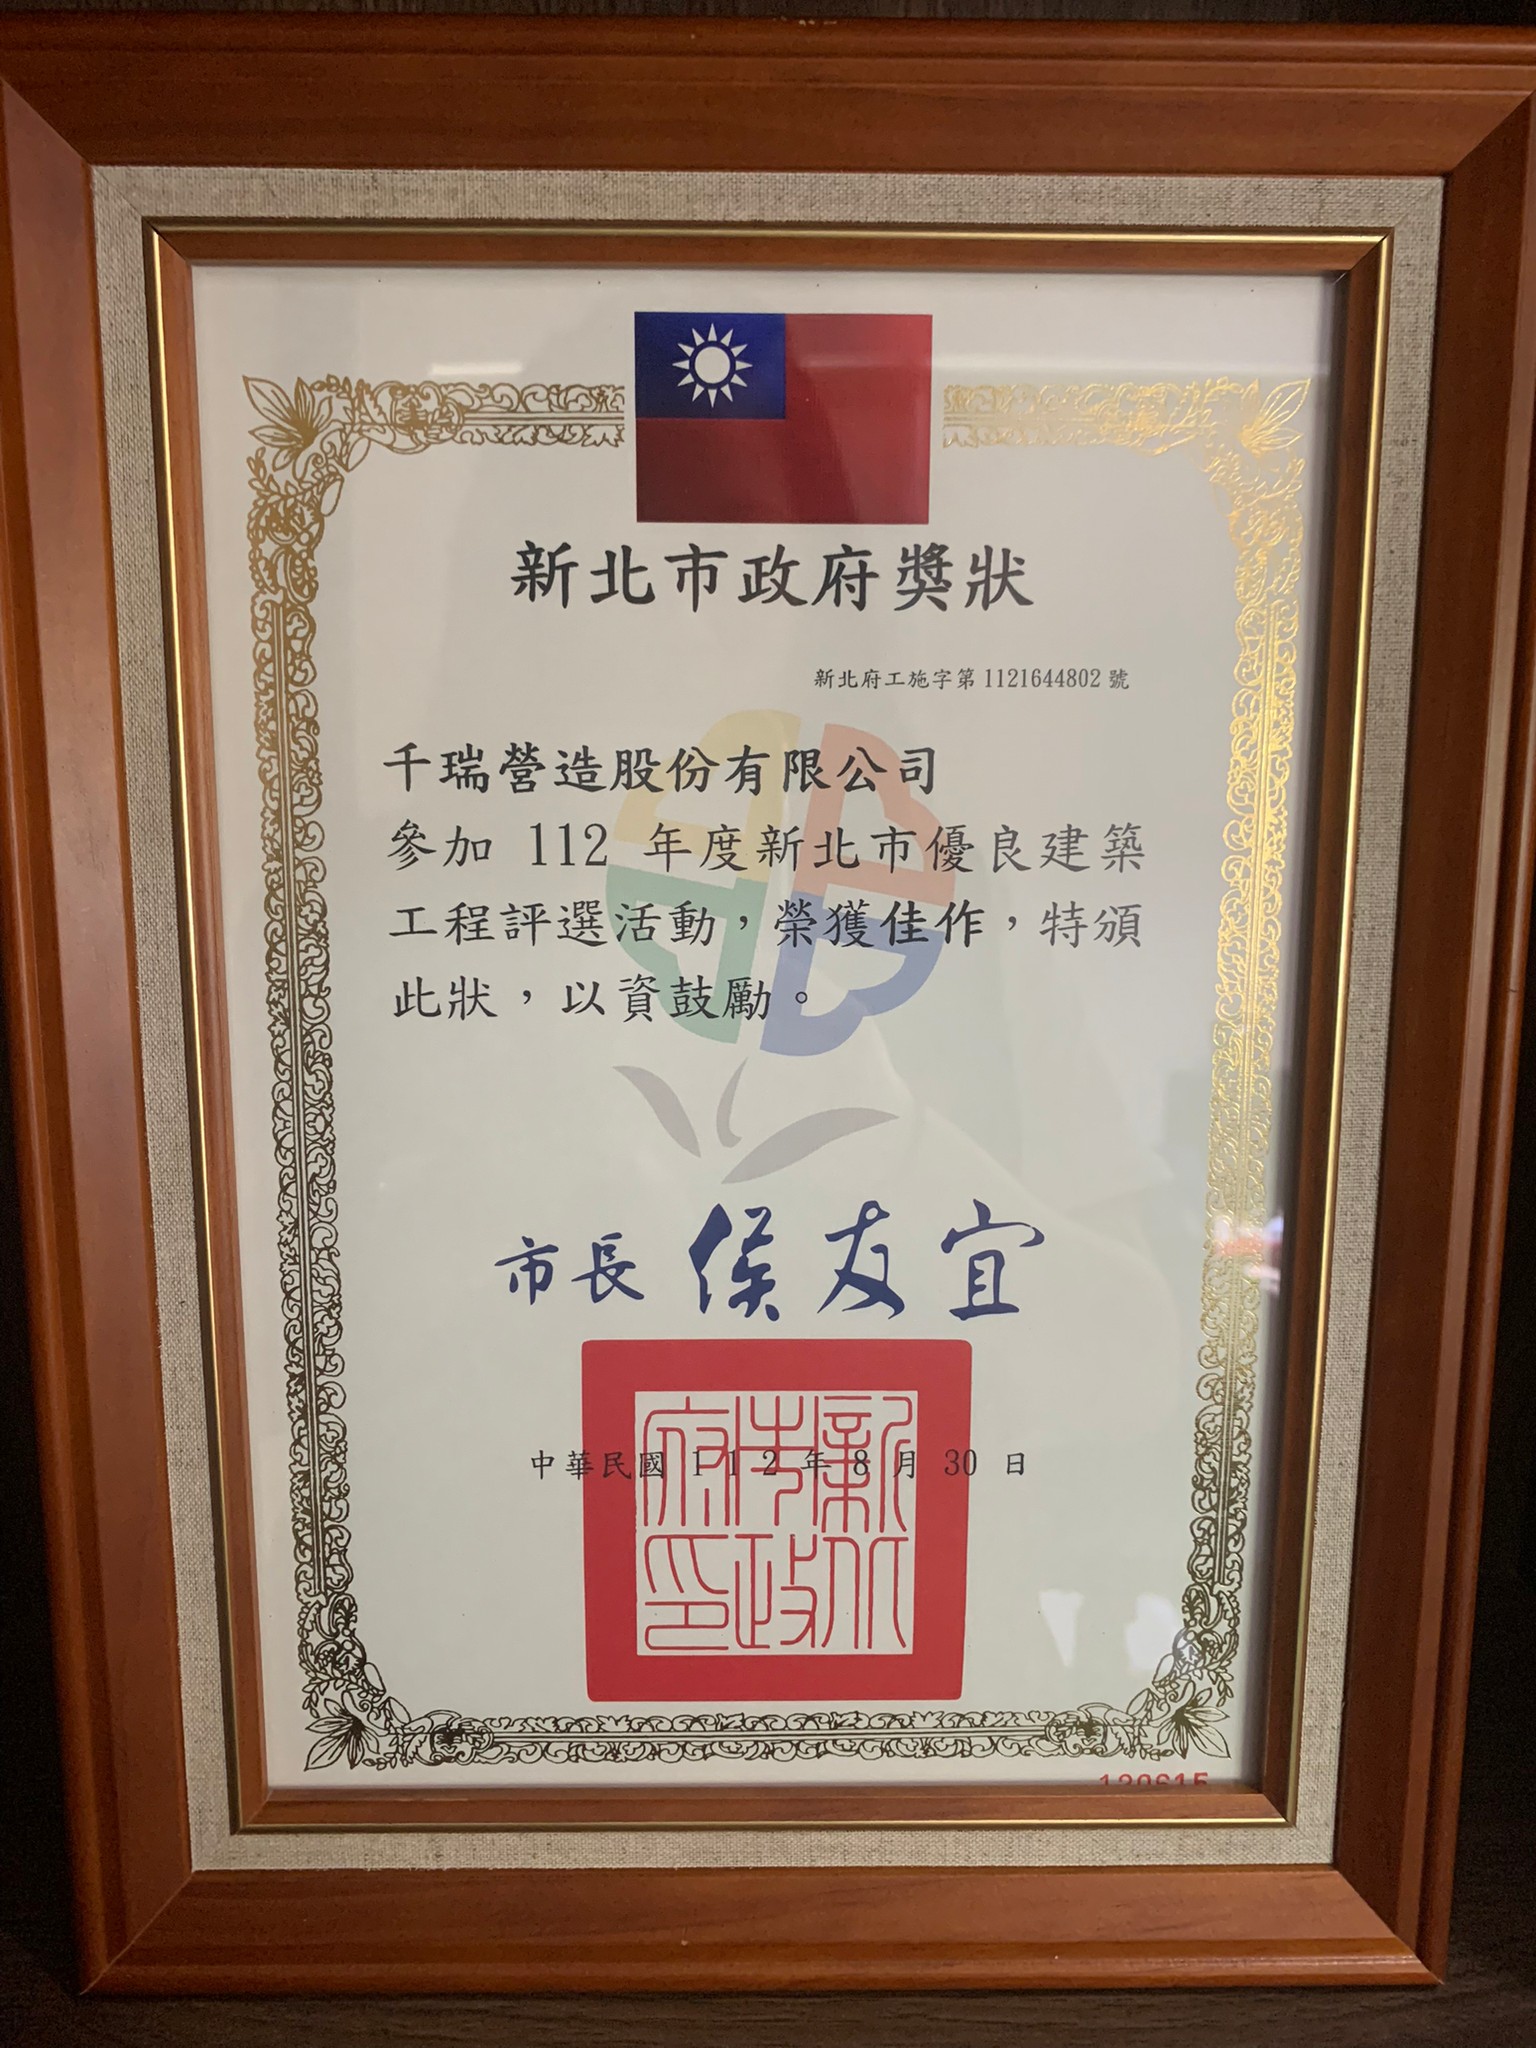 新北市政府獎狀
新北府工施字第1121644802號
千瑞營造股份有限公司
參加 112 年度新北市優良建築
工程評選活動，榮獲佳作，特頒
此狀，以資鼓勵。
市長 侯友宜
中華民國 112 年 8 月 30 日
新北市政府印
130615